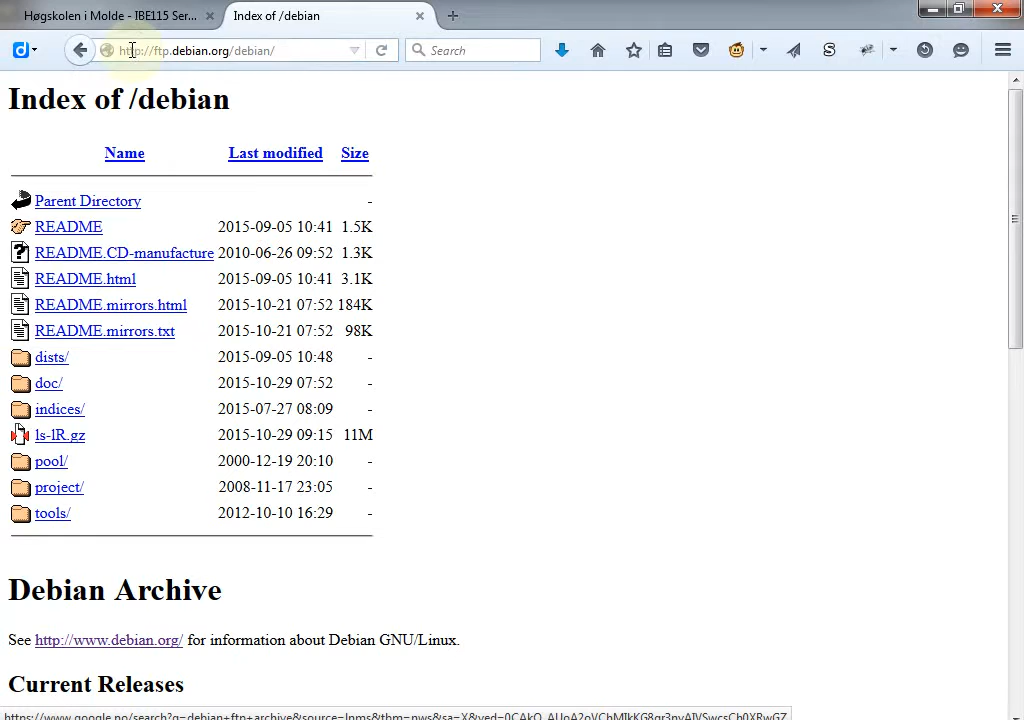 Høgskolen i Molde - IBE115 Ser...
Index of /debian
http://ftp.debian.org/debian/
Search
Index of /debian
Name Last modified Size
Parent Directory -
README 2015-09-05 10:41 1.5K
README.CD-manufacture 2010-06-26 09:52 1.3K
README.html 2015-09-05 10:41 3.1K
README.mirrors.html 2015-10-21 07:52 184K
README.mirrors.txt 2015-10-21 07:52 98K
dists/ 2015-09-05 10:48 -
doc/ 2015-10-29 07:52 -
indices/ 2015-07-27 08:09 -
ls-lR.gz 2015-10-29 09:15 11M
pool/ 2000-12-19 20:10 -
project/ 2008-11-17 23:05 -
tools/ 2012-10-10 16:29 -
Debian Archive
See http://www.debian.org/ for information about Debian GNU/Linux.
Current Releases